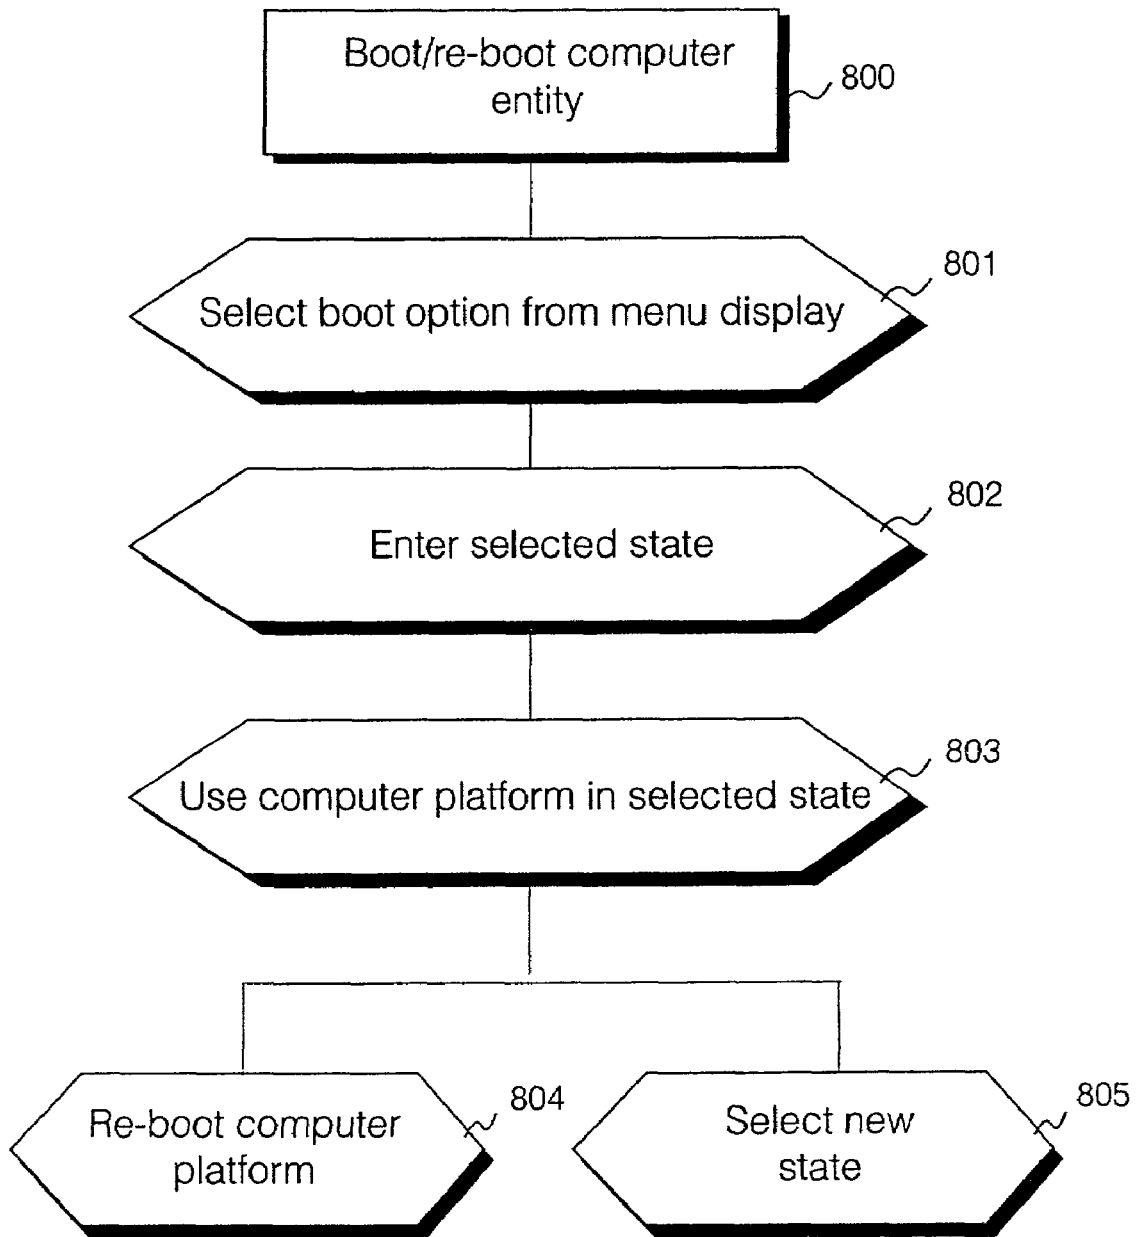 Boot/re-boot computer
entity
800
801
Select boot option from menu display
802
Enter selected state
803
Use computer platform in selected state
804
Re-boot computer
platform
805
Select new
state